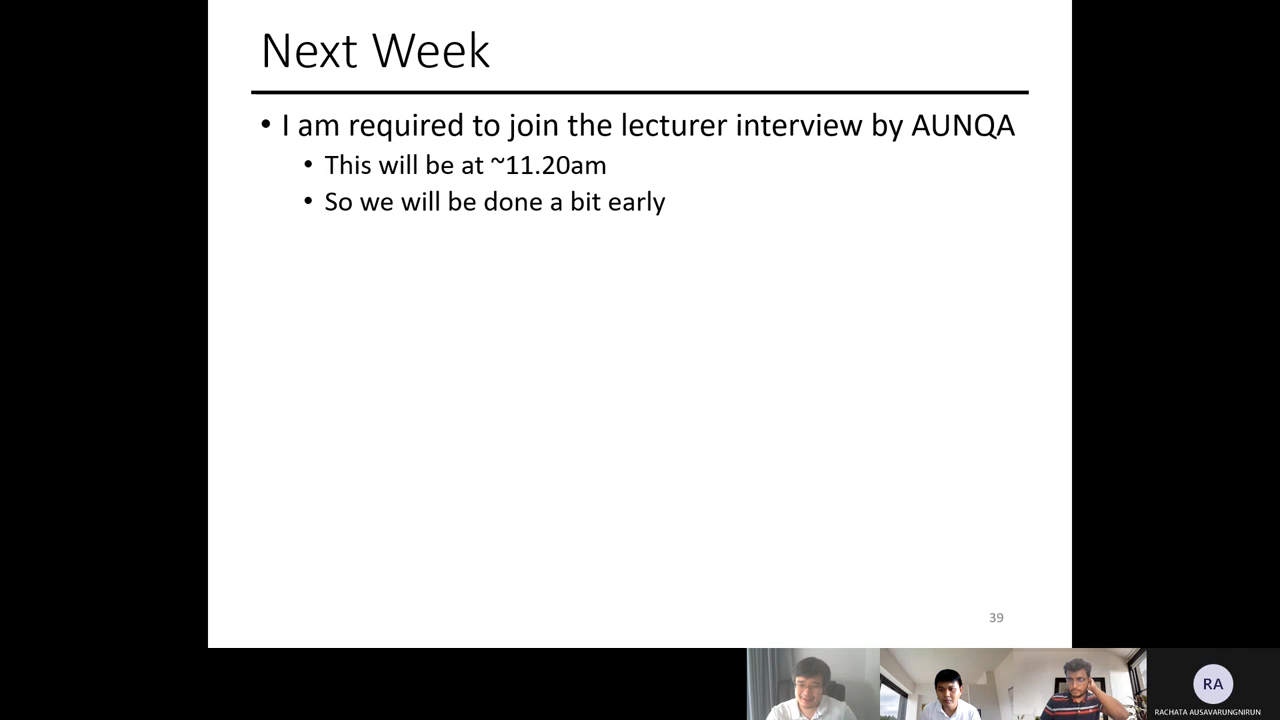 Next Week
• I am required to join the lecturer interview by AUNQA
• This will be at ~11.20am
• So we will be done a bit early
39
RA
RACHATA AUSAVARUNGNIRUN